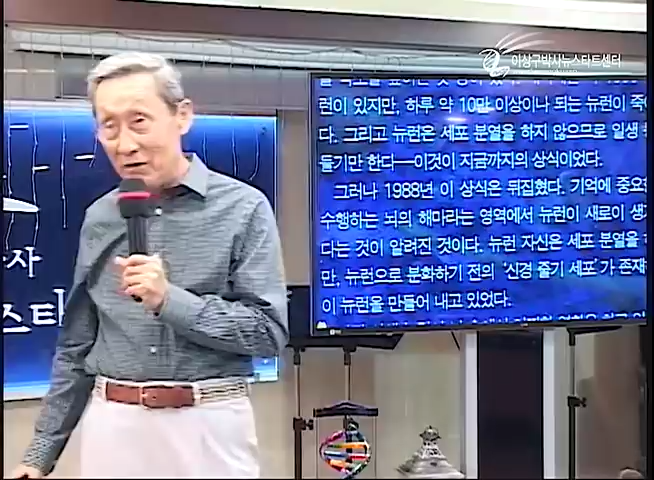 이상구박사뉴스타트센터
런이 있지만, 하루 약 10만 이상이나 되는 뉴런이 죽
다. 그리고 뉴런은 세포 분열을 하지 않으므로 일생
들기만 한다—이것이 지금까지의 상식이었다.
그러나 1988년 이 상식은 뒤집혔다. 기억에 중요
수행하는 뇌의 해마라는 영역에서 뉴런이 새로이 생
다는 것이 알려진 것이다. 뉴런 자신은 세포 분열을
만, 뉴런으로 분화하기 전의 ‘신경 줄기 세포’가 존재
이 뉴런을 만들어 내고 있었다.
사
스타